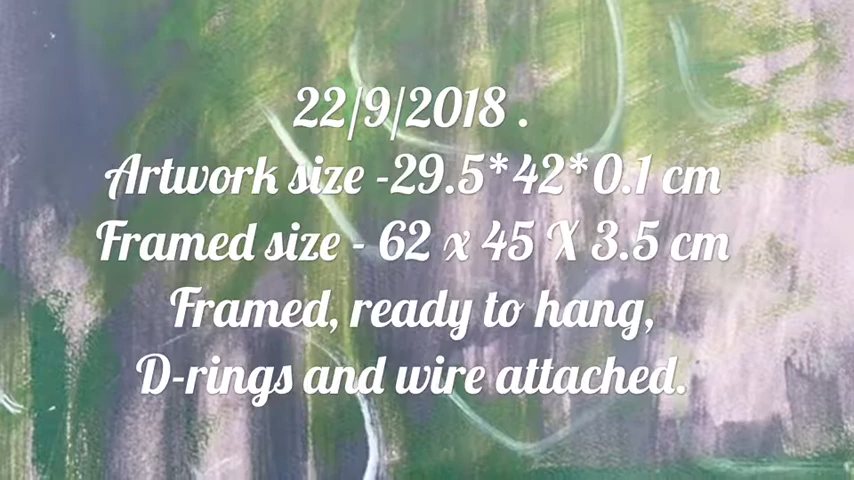 22/9/2018 .
Artwork size -29.5*42*0.1 cm
Framed size - 62 x 45 X 3.5 cm
Framed, ready to hang,
D-rings and wire attached.